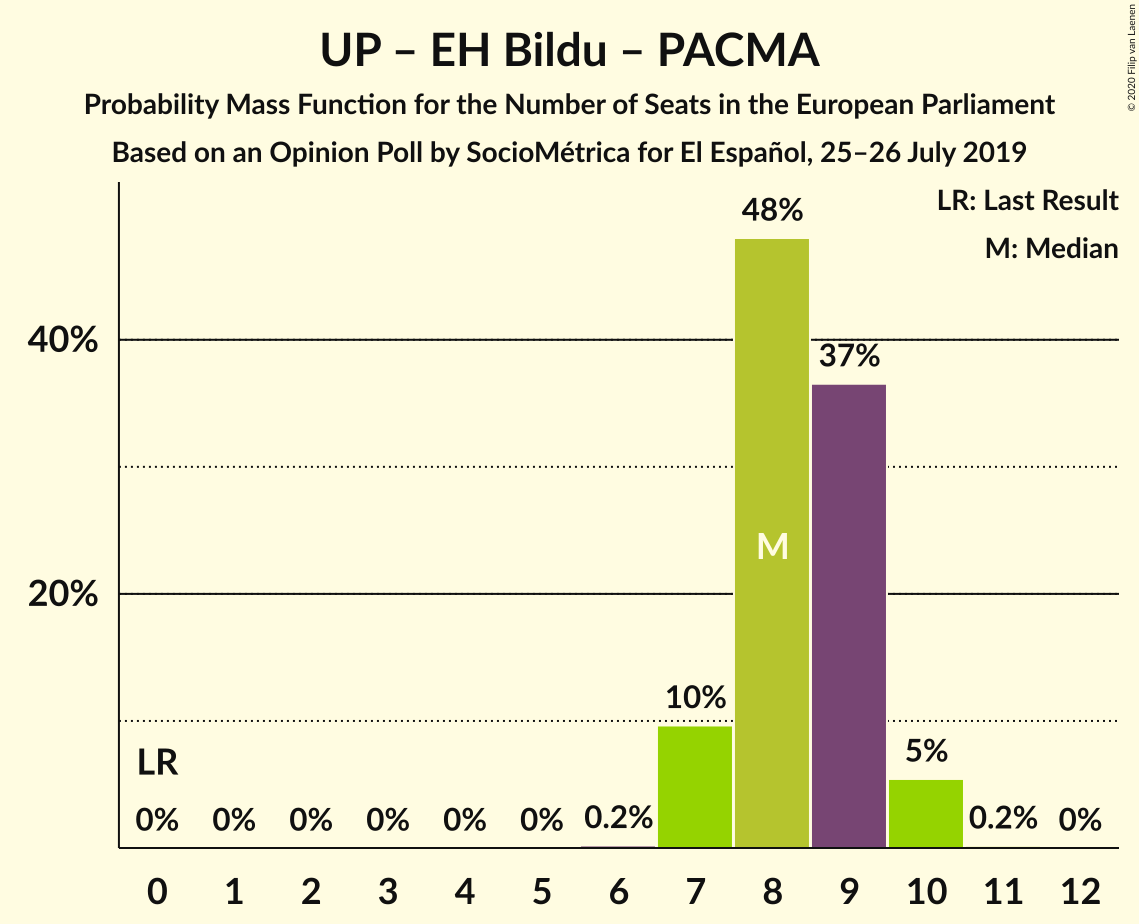 UP – EH Bildu – PACMA
Probability Mass Function for the Number of Seats in the European Parliament
Based on an Opinion Poll by SocioMétrica for El Español, 25–26 July 2019
© 2020 Filip van Laenen
LR: Last Result
M: Median
48%
40%
37%
M
20%
10%
5%
LR
0% 0% 0% 0% 0% 0% 0.2% 0.2% 0%
0 1 2 3 4 5 6 7 8 9 10 11 12